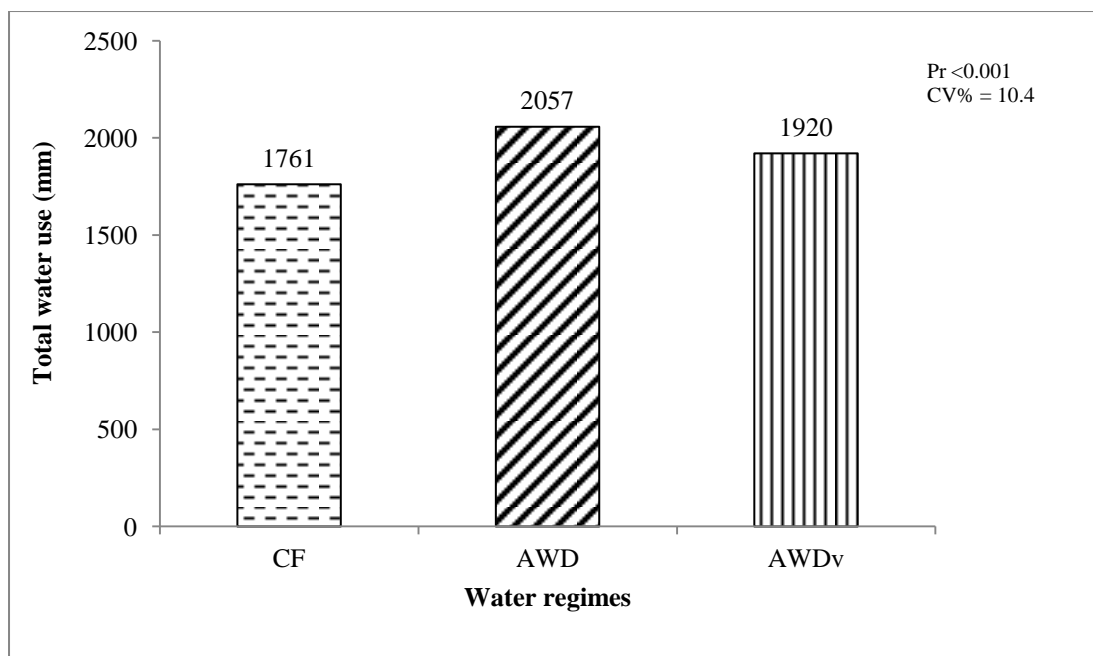 2500
2000
1500
1000
500
0
Total water use (mm)
1761
2057
1920
Pr <0.001
CV% = 10.4
CF
AWD
AWDv
Water regimes